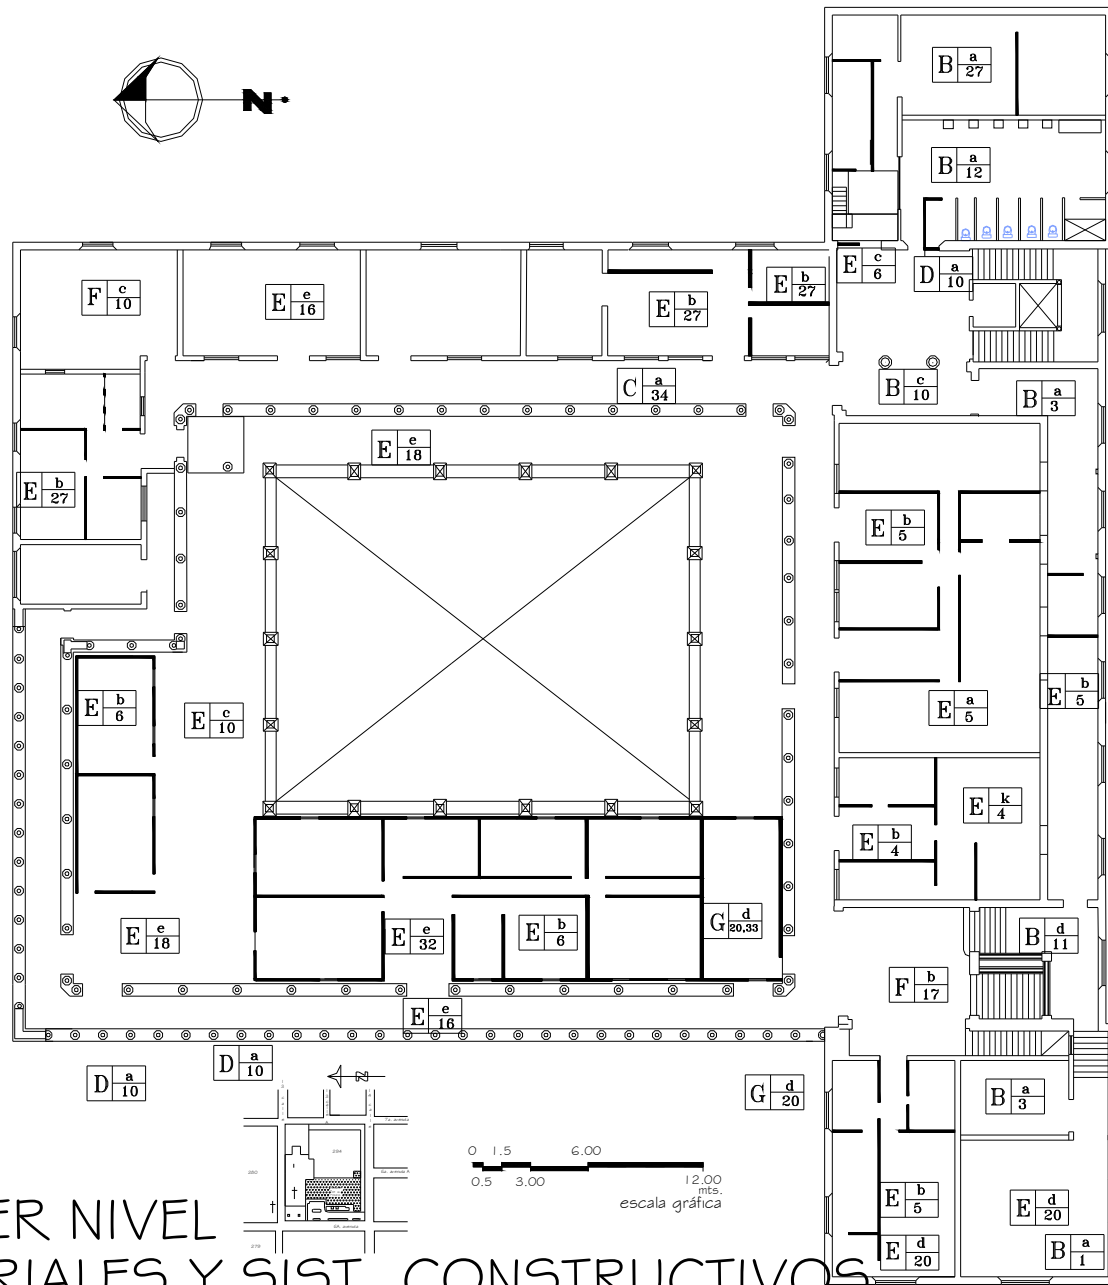 B a 27
N
B a 12
E c 6
D a 10
F c 10
E e 16
E b 27
E b 27
C a 34
B c 10
B a 3
E e 18
E b 27
E b 5
E b 6
E c 10
E a 5
E b 5
E k 4
E b 4
E e 18
E e 32
E b 6
G d 20,33
B d 11
F b 17
E e 16
D a 10
D a 10
G d 20
B a 3
N
0 1.5 6.00
0.5 3.00 12.00
mts.
escala gráfica
E b 5
E d 20
E d 20
B a 1
ER NIVEL
RIALES Y SIST. CONSTRUCTIVOS